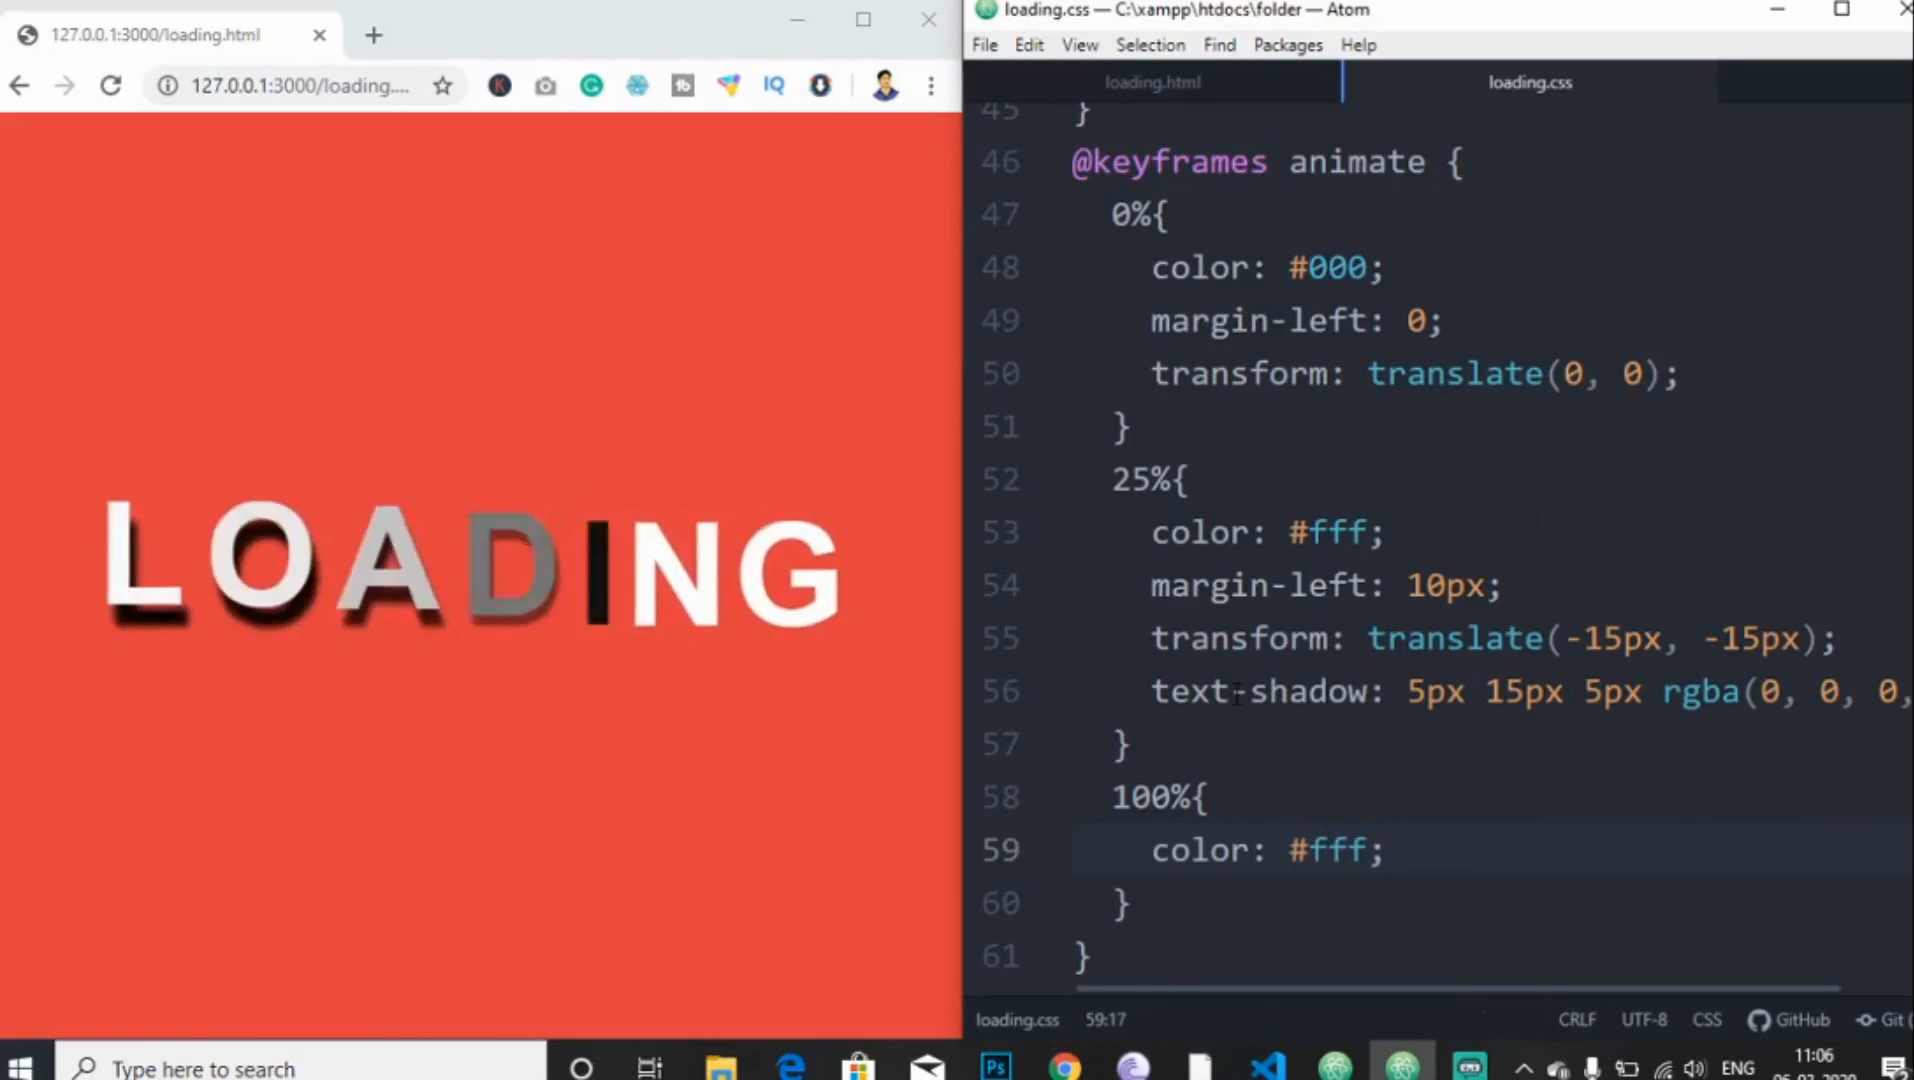 127.0.0.1:3000/loading.html
127.0.0.1:3000/loading....
K
tb
IQ
LOADING
loading.css — C:\xampp\htdocs\folder — Atom
File Edit View Selection Find Packages Help
loading.html
loading.css
45 }
46 @keyframes animate {
47 0%{
48 color: #000;
49 margin-left: 0;
50 transform: translate(0, 0);
51 }
52 25%{
53 color: #fff;
54 margin-left: 10px;
55 transform: translate(-15px, -15px);
56 text-shadow: 5px 15px 5px rgba(0, 0, 0,
57 }
58 100%{
59 color: #fff;
60 }
61 }
loading.css 59:17
CRLF UTF-8 CSS GitHub Git (
Type here to search
Ps
ENG
11:06